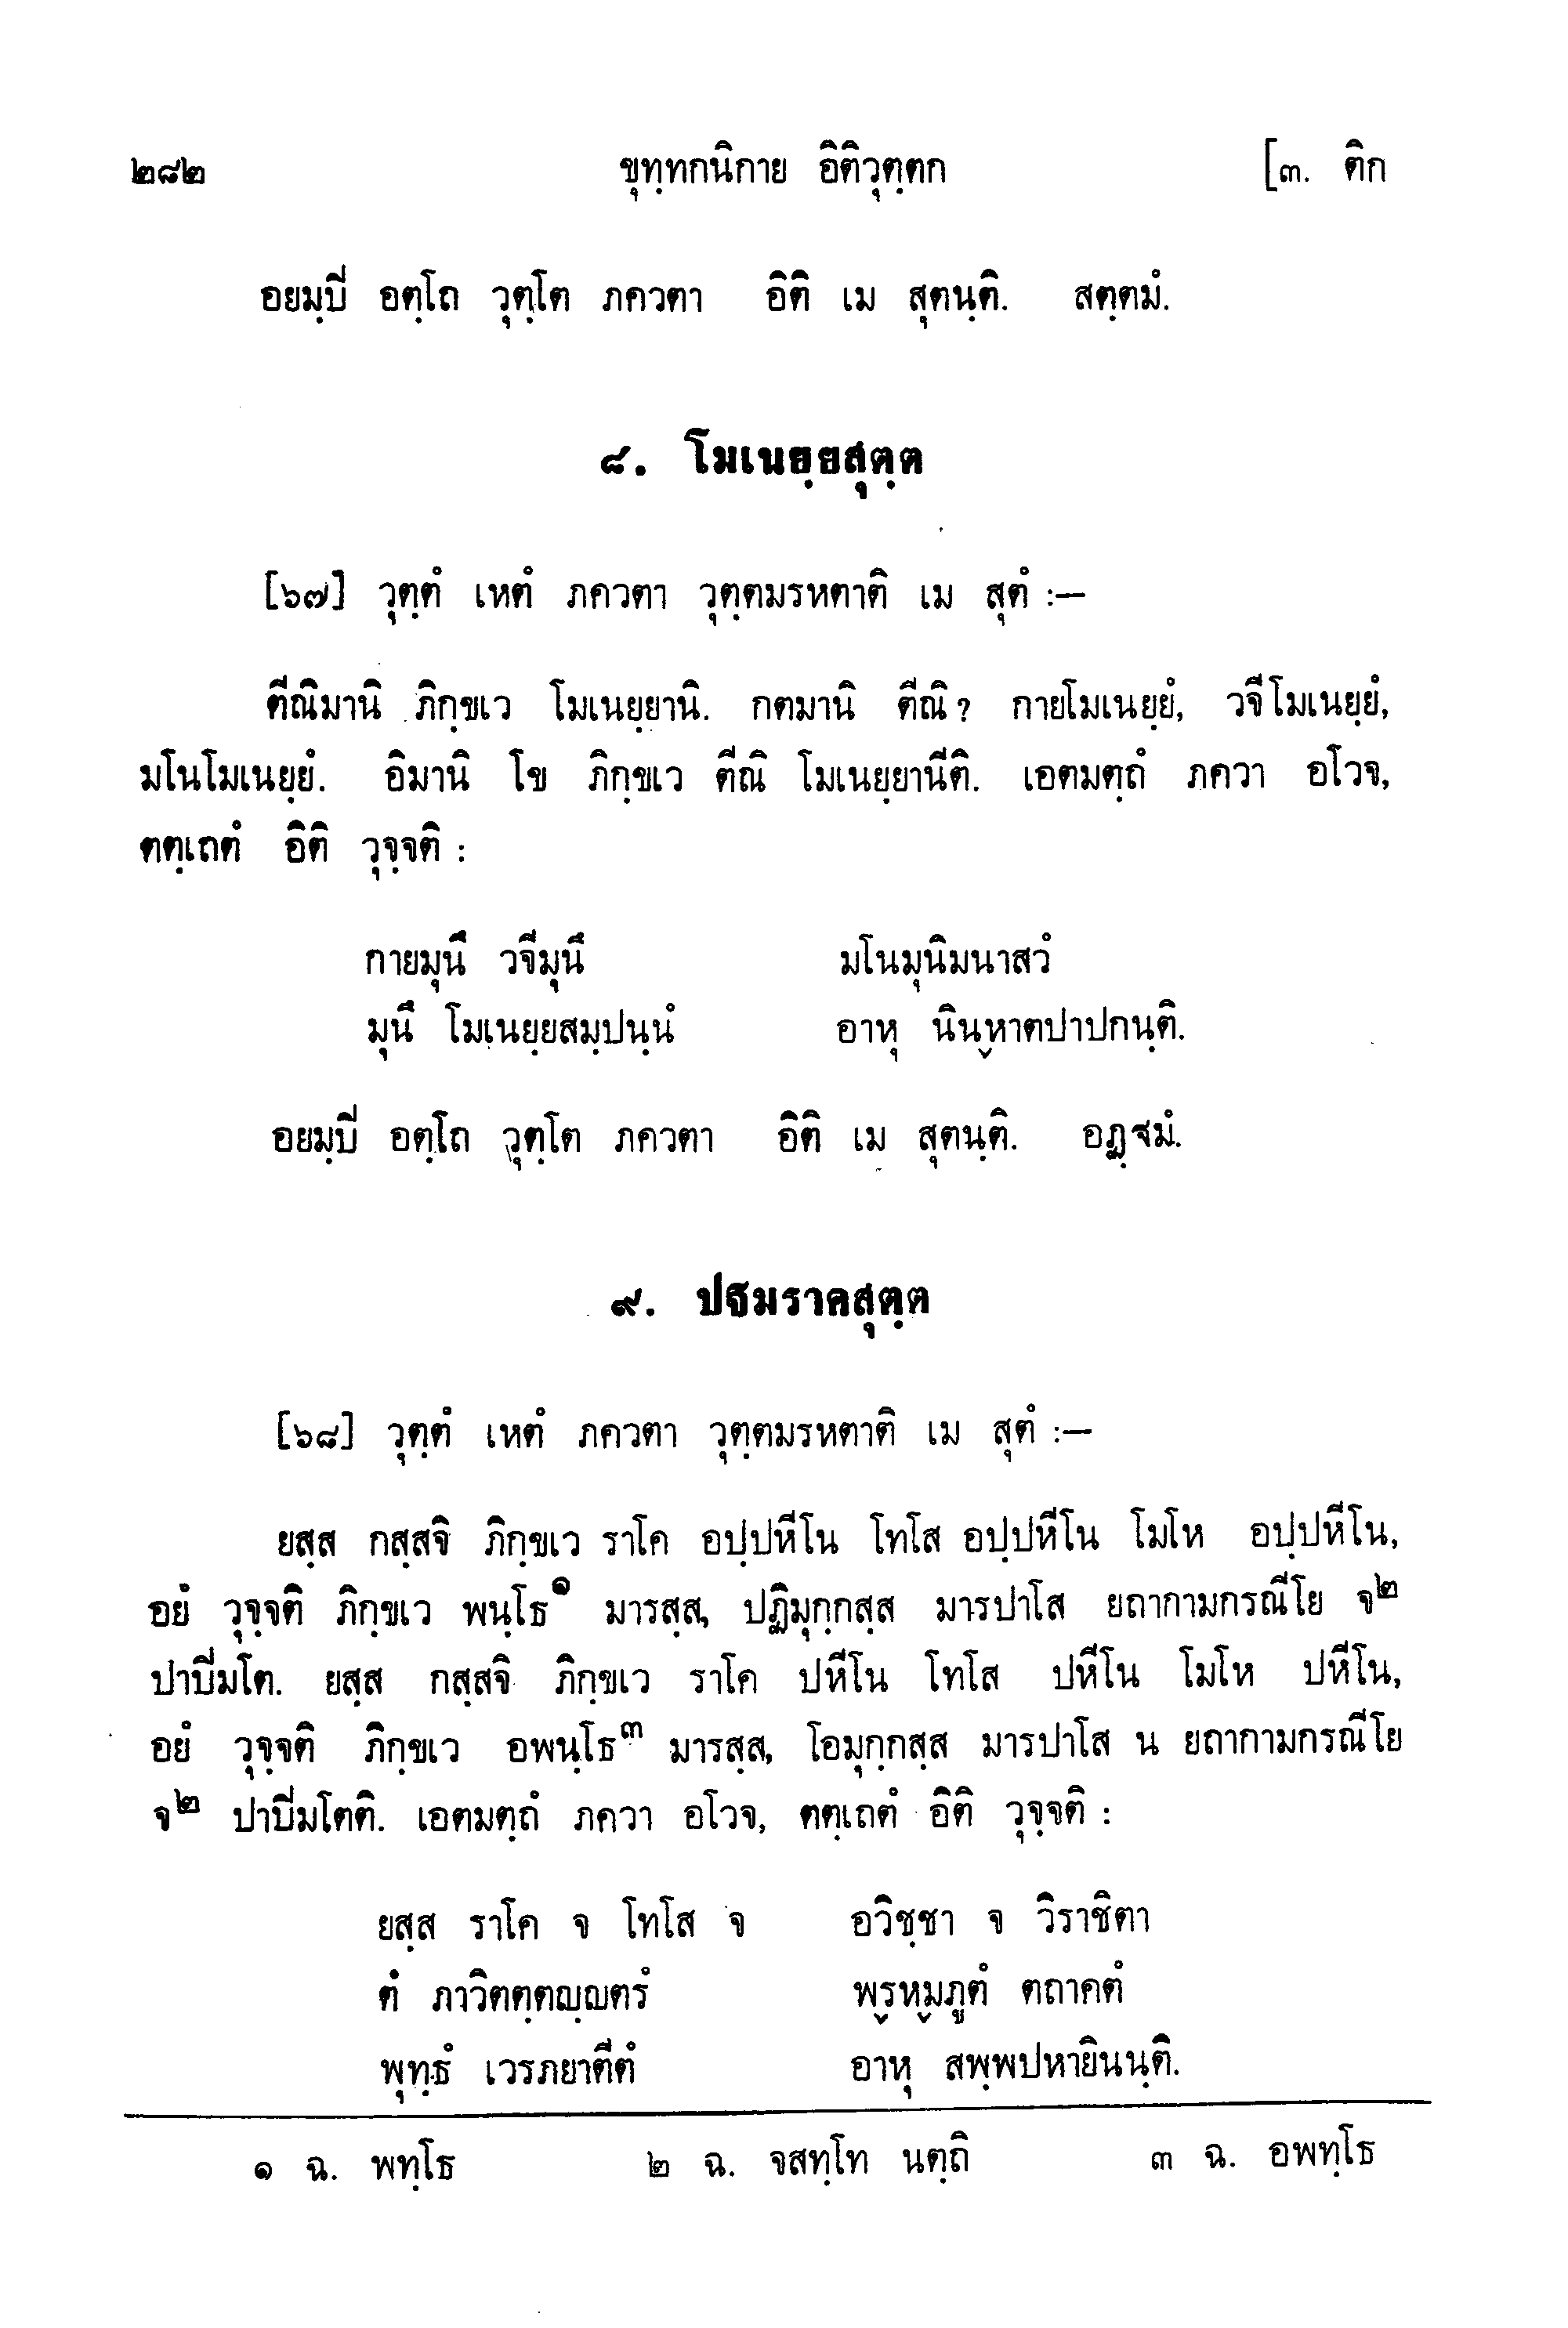 ๒๘๒ ขุทฺทกนิกาย อิติวุตฺตก [๓. ติก
อยมฺปิ อตฺโถ วุตฺโต ภควตา อิติ เม สุตนฺติ. สตฺตมํ.
๘. โมเนยฺยสุตฺต
[๖๗] วุตฺตํ เหตํ ภควตา วุตฺตมรหตาติ เม สุตํ :—
ตีณิมานิ ภิกฺขเว โมเนยฺยานิ. กตมานิ ตีณิ ? กายโมเนยฺยํ, วจีโมเนยฺยํ,
มโนโมเนยฺยํ. อิมานิ โข ภิกฺขเว ตีณิ โมเนยฺยานีติ. เอตมตฺถํ ภควา อโวจ,
ตตฺเถตํ อิติ วุจฺจติ :
กายมุนึ วจีมุนึ มโนมุนิมนาสวํ
มุนึ โมเนยฺยสมฺปนฺนํ อาหุ นินฺหาตปาปกนฺติ.
อยมฺปิ อตฺโถ วุตฺโต ภควตา อิติ เม สุตนฺติ. อฏฺฐมํ.
๙. ปฐมราคสุตฺต
[๖๘] วุตฺตํ เหตํ ภควตา วุตฺตมรหตาติ เม สุตํ :—
ยสฺส กสฺสจิ ภิกฺขเว ราโค อปฺปหีโน โทโส อปฺปหีโน โมโห อปฺปหีโน,
อยํ วุจฺจติ ภิกฺขเว พนฺโธ๑ มารสฺส, ปฏิมุกฺกสฺส มารปาโส ยถากามกรณีโย จ๒
ปาปิมโต. ยสฺส กสฺสจิ ภิกฺขเว ราโค ปหีโน โทโส ปหีโน โมโห ปหีโน,
อยํ วุจฺจติ ภิกฺขเว อพนฺโธ๓ มารสฺส, โอมุกฺกสฺส มารปาโส น ยถากามกรณีโย
จ๒ ปาปิมโตติ. เอตมตฺถํ ภควา อโวจ, ตตฺเถตํ อิติ วุจฺจติ :
ยสฺส ราโค จ โทโส จ อวิชฺชา จ วิราชิตา
ตํ ภาวิตตฺตญฺญตรํ พฺรหฺมภูตํ ตถาคตํ
พุทฺธํ เวรภยาตีตํ อาหุ สพฺพปหายินนฺติ.
๑ ฉ. พทฺโธ ๒ ฉ. จสทฺโท นตฺถิ ๓ ฉ. อพทฺโธ